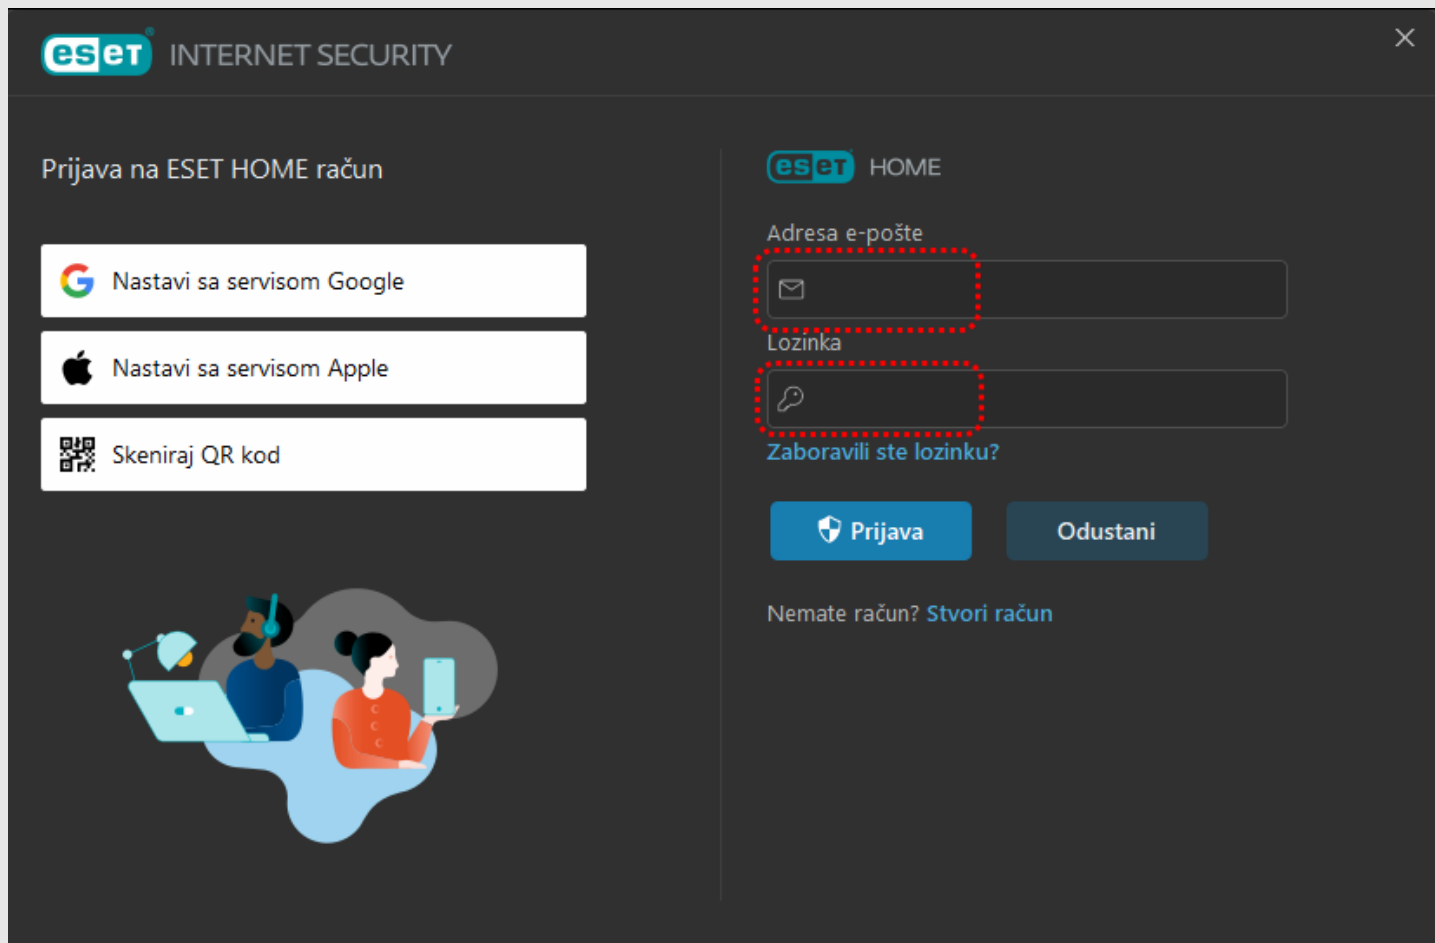 eset® INTERNET SECURITY
Prijava na ESET HOME račun
Nastavi sa servisom Google
Nastavi sa servisom Apple
Skeniraj QR kod
eset HOME
Adresa e-pošte
Lozinka
Zaboravili ste lozinku?
Prijava
Odustani
Nemate račun? Stvori račun